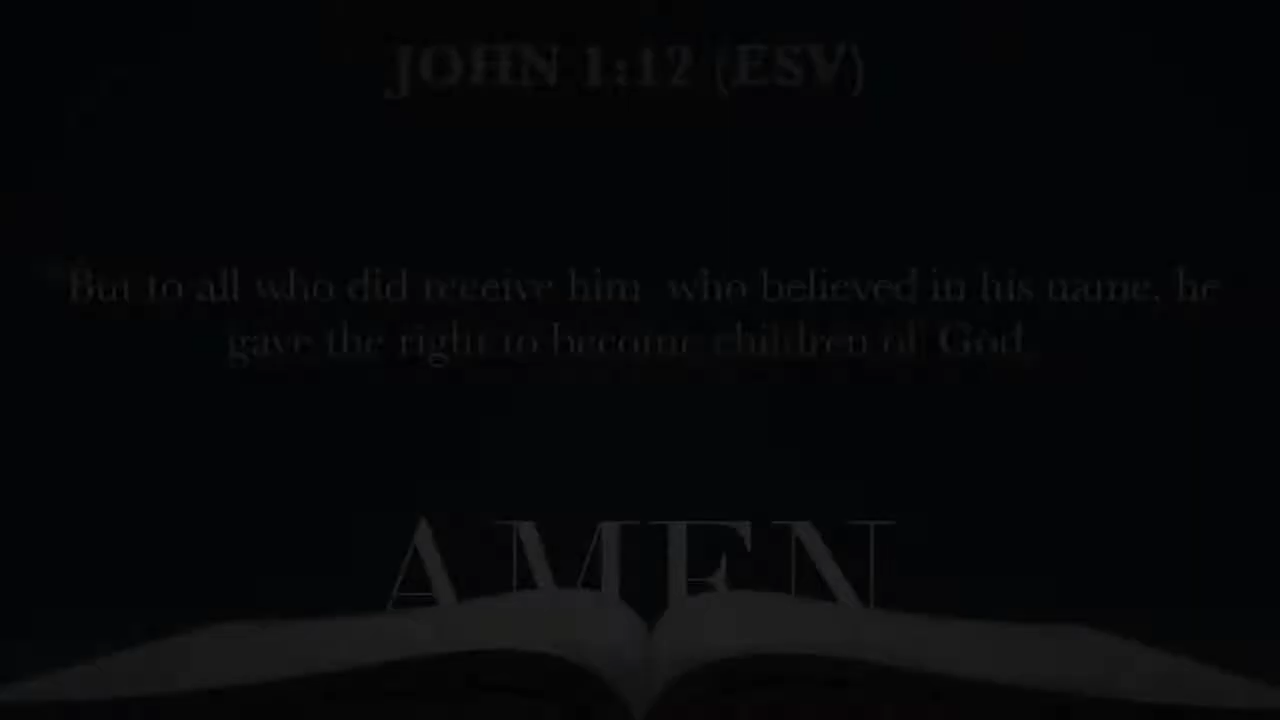 JOHN 1:12 (ESV)
"But to all who did receive him, who believed in his name, he
gave the right to become children of God.
AMEN